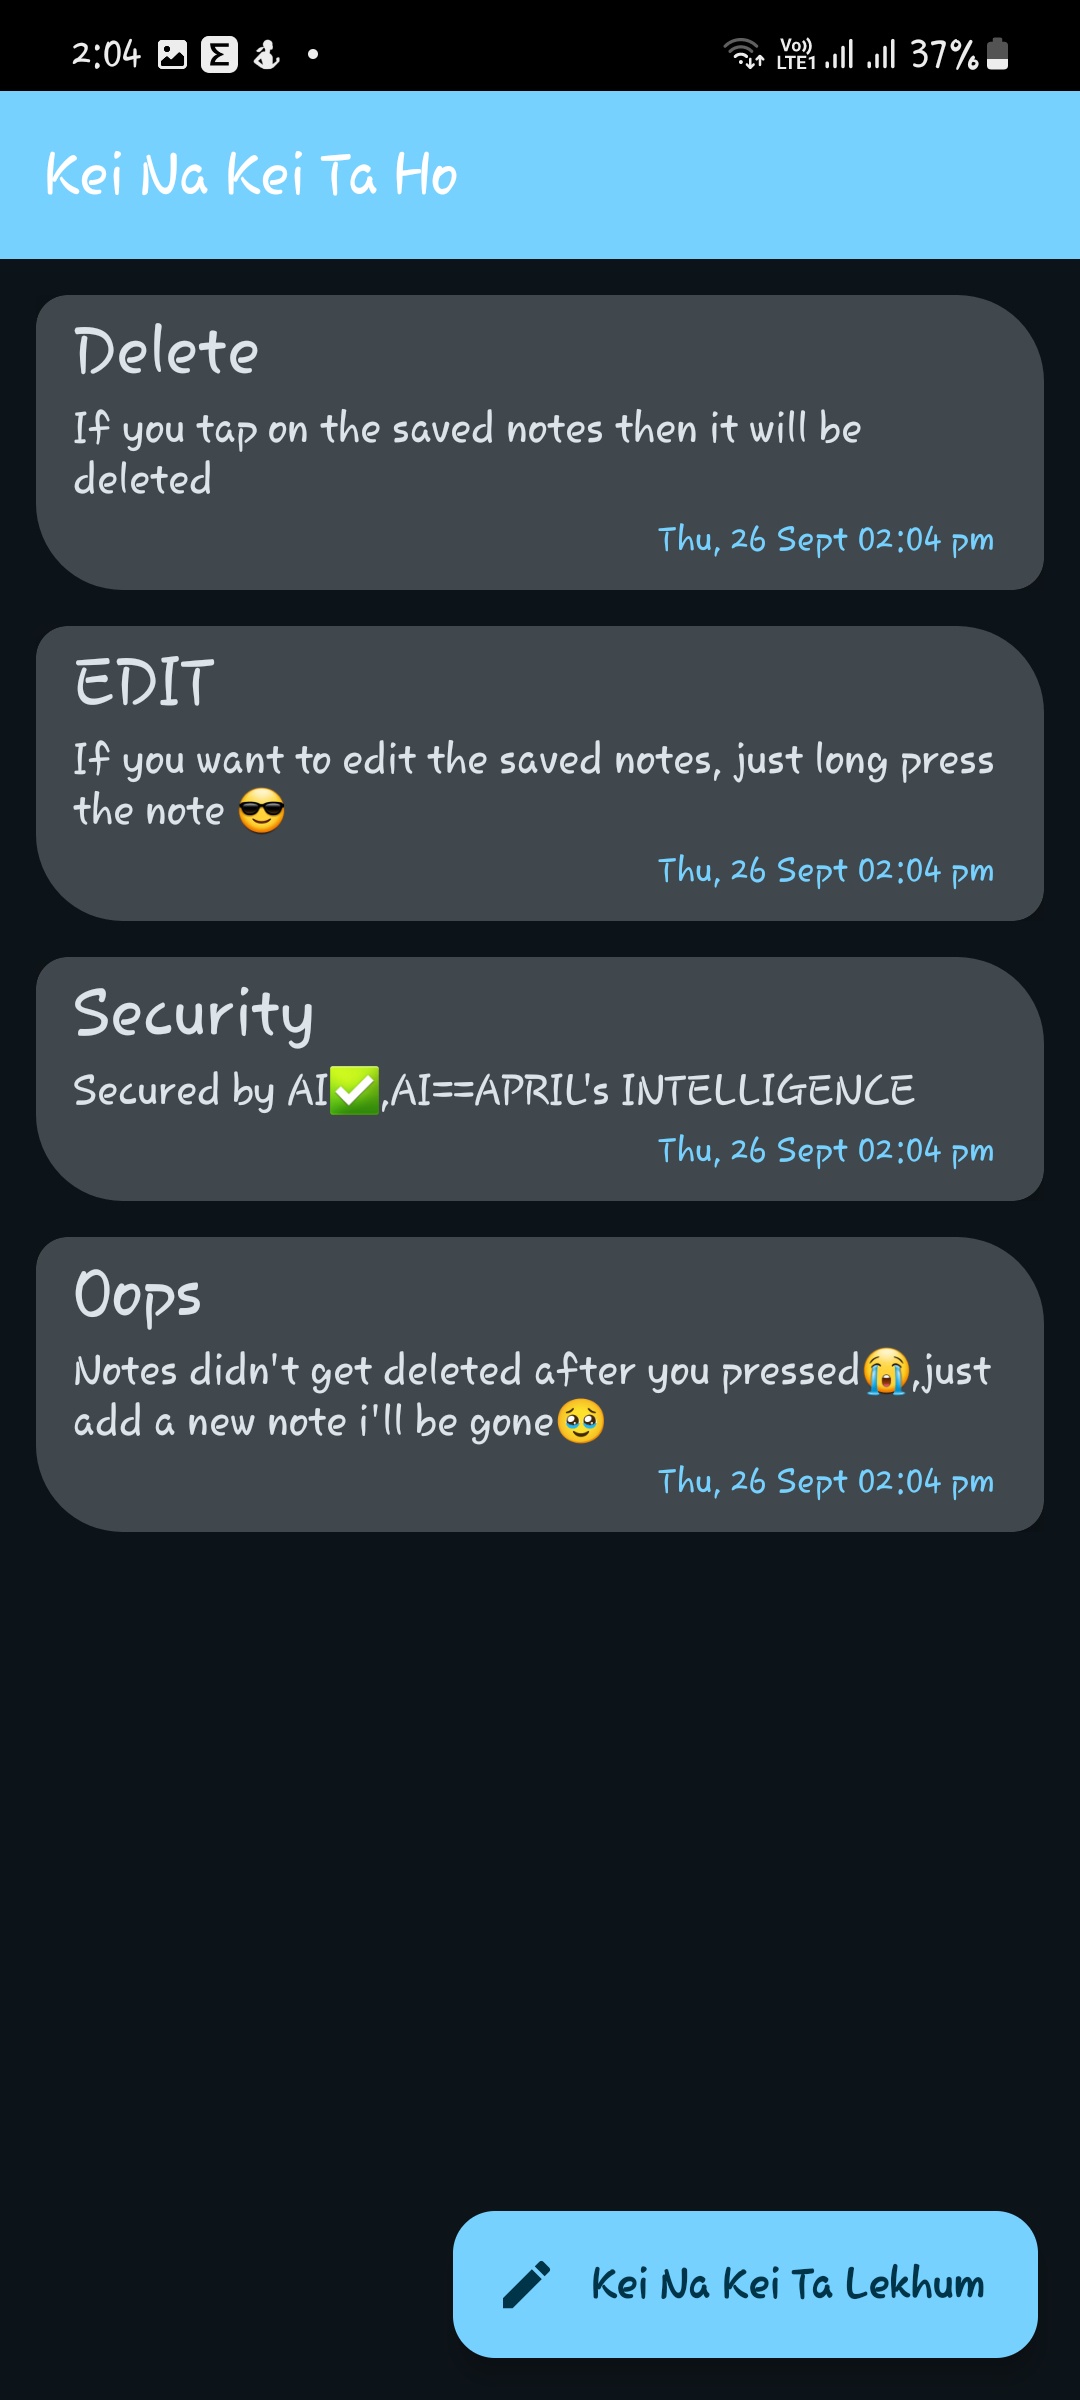 2:04
Vo))
LTE1
37%
Kei Na Kei Ta Ho
Delete
If you tap on the saved notes then it will be
deleted
Thu, 26 Sept 02:04 pm
EDIT
If you want to edit the saved notes, just long press
the note 😎
Thu, 26 Sept 02:04 pm
Security
Secured by AI✅,AI==APRIL's INTELLIGENCE
Thu, 26 Sept 02:04 pm
Oops
Notes didn't get deleted after you pressed😭,just
add a new note i'll be gone🥹
Thu, 26 Sept 02:04 pm
Kei Na Kei Ta Lekhum